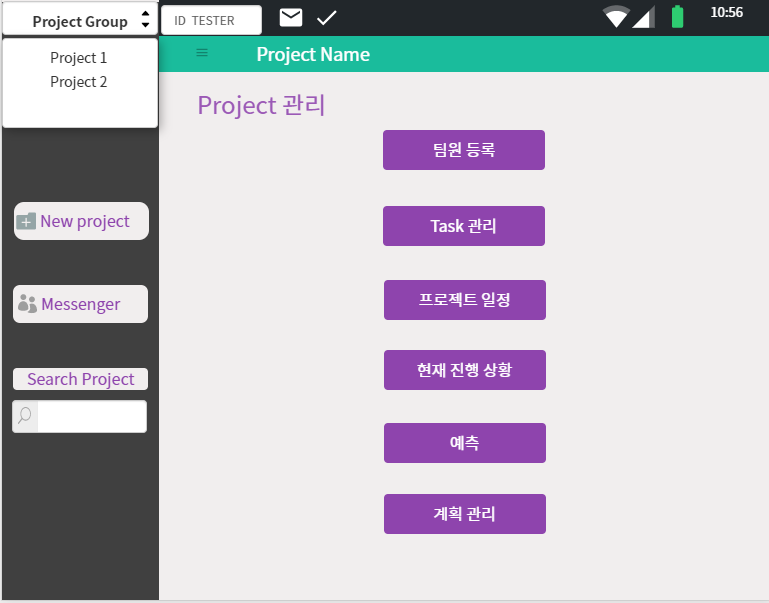 Project Group
ID TESTER
10:56
Project 1
Project 2
Project Name
Project 관리
팀원 등록
Task 관리
프로젝트 일정
현재 진행 상황
예측
계획 관리
New project
Messenger
Search Project